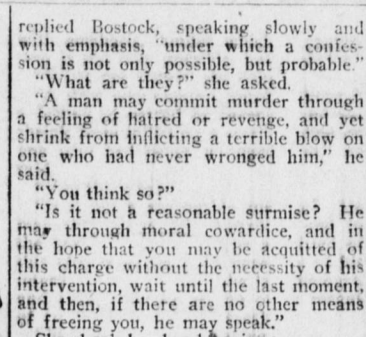 replied Bostock, speaking slowly and
with emphasis, "under which a confes-
sion is not only possible, but probable."
"What are they?" she asked.
"A man may commit murder through
a feeling of hatred or revenge, and yet
shrink from inflicting a terrible blow on
one who had never wronged him," he
said.
"You think so?"
"Is it not a reasonable surmise? He
may through moral cowardice, and in
the hope that you may be acquitted of
this charge without the necessity of his
intervention, wait until the last moment,
and then, if there are no other means
of freeing you, he may speak."